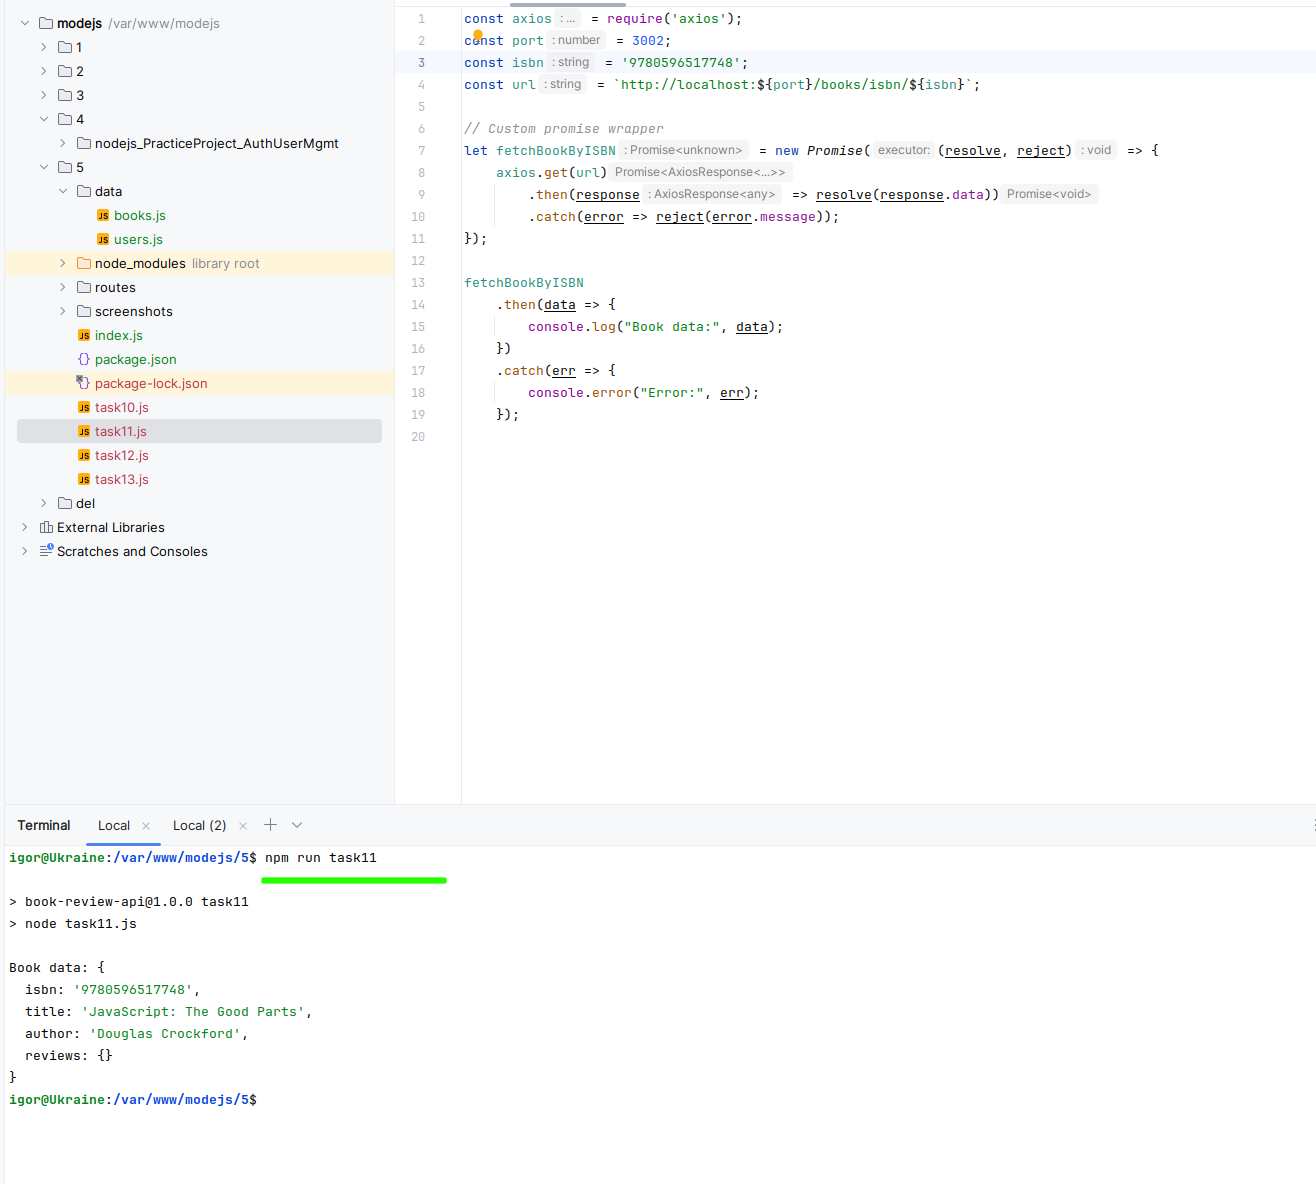 modejs /var/www/modejs
1
2
3
4
nodejs_PracticeProject_AuthUserMgmt
5
data
JS books.js
JS users.js
node_modules library root
routes
screenshots
JS index.js
{} package.json
{} package-lock.json
JS task10.js
JS task11.js
JS task12.js
JS task13.js
del
External Libraries
Scratches and Consoles
1 const axios : ... = require('axios');
2 const port : number = 3002;
3 const isbn : string = '9780596517748';
4 const url : string = `http://localhost:${port}/books/isbn/${isbn}`;
5
6 // Custom promise wrapper
7 let fetchBookByISBN : Promise<unknown> = new Promise( executor: (resolve, reject) : void => {
8 axios.get(url) Promise<AxiosResponse<...>>
9 .then(response : AxiosResponse<any> => resolve(response.data)) Promise<void>
10 .catch(error => reject(error.message));
11 });
12
13 fetchBookByISBN
14 .then(data => {
15 console.log("Book data:", data);
16 })
17 .catch(err => {
18 console.error("Error:", err);
19 });
20
Terminal Local × Local (2) × +
igor@Ukraine:/var/www/modejs/5$ npm run task11
> book-review-api@1.0.0 task11
> node task11.js
Book data: {
isbn: '9780596517748',
title: 'JavaScript: The Good Parts',
author: 'Douglas Crockford',
reviews: {}
}
igor@Ukraine:/var/www/modejs/5$